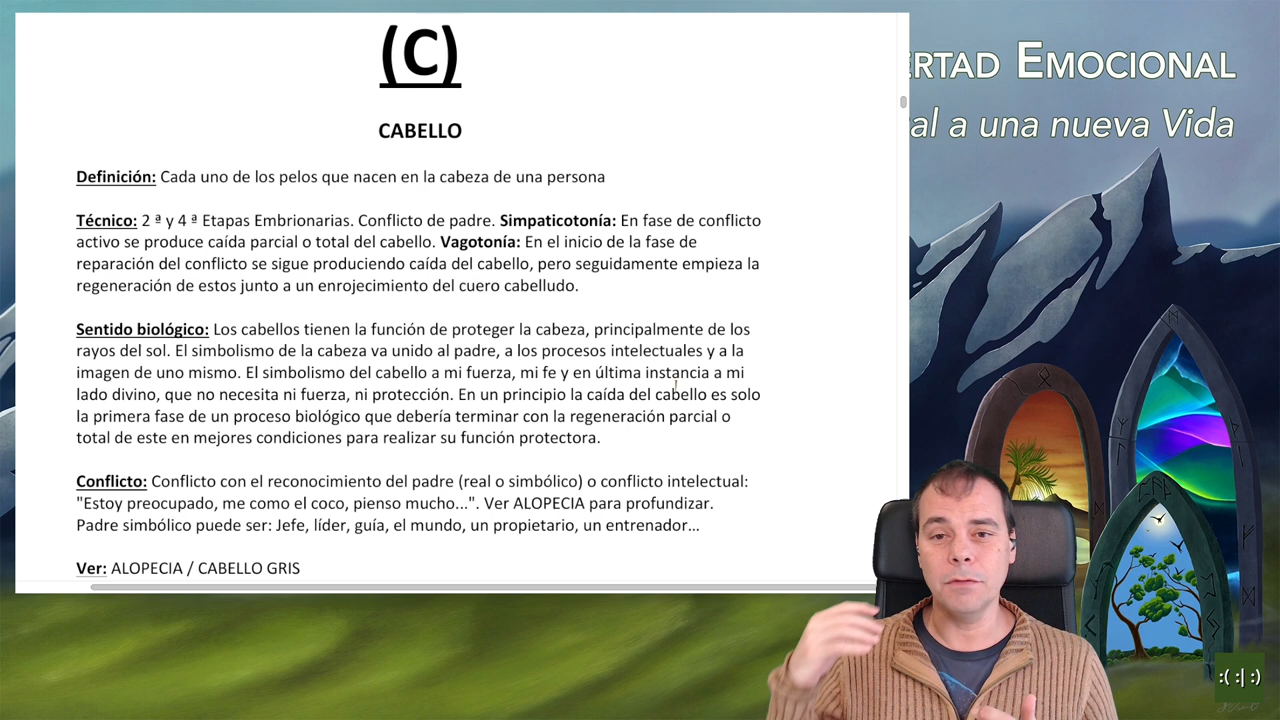 (C)
CABELLO
Definición: Cada uno de los pelos que nacen en la cabeza de una persona
Técnico: 2 ª y 4 ª Etapas Embrionarias. Conflicto de padre. Simpaticotonía: En fase de conflicto
activo se produce caída parcial o total del cabello. Vagotonía: En el inicio de la fase de
reparación del conflicto se sigue produciendo caída del cabello, pero seguidamente empieza la
regeneración de estos junto a un enrojecimiento del cuero cabelludo.
Sentido biológico: Los cabellos tienen la función de proteger la cabeza, principalmente de los
rayos del sol. El simbolismo de la cabeza va unido al padre, a los procesos intelectuales y a la
imagen de uno mismo. El simbolismo del cabello a mi fuerza, mi fe y en última instancia a mi
lado divino, que no necesita ni fuerza, ni protección. En un principio la caída del cabello es solo
la primera fase de un proceso biológico que debería terminar con la regeneración parcial o
total de este en mejores condiciones para realizar su función protectora.
Conflicto: Conflicto con el reconocimiento del padre (real o simbólico) o conflicto intelectual:
"Estoy preocupado, me como el coco, pienso mucho...". Ver ALOPECIA para profundizar.
Padre simbólico puede ser: Jefe, líder, guía, el mundo, un propietario, un entrenador...
Ver: ALOPECIA / CABELLO GRIS
ERTAD EMOCIONAL
al a una nueva Vida
:( :| :)